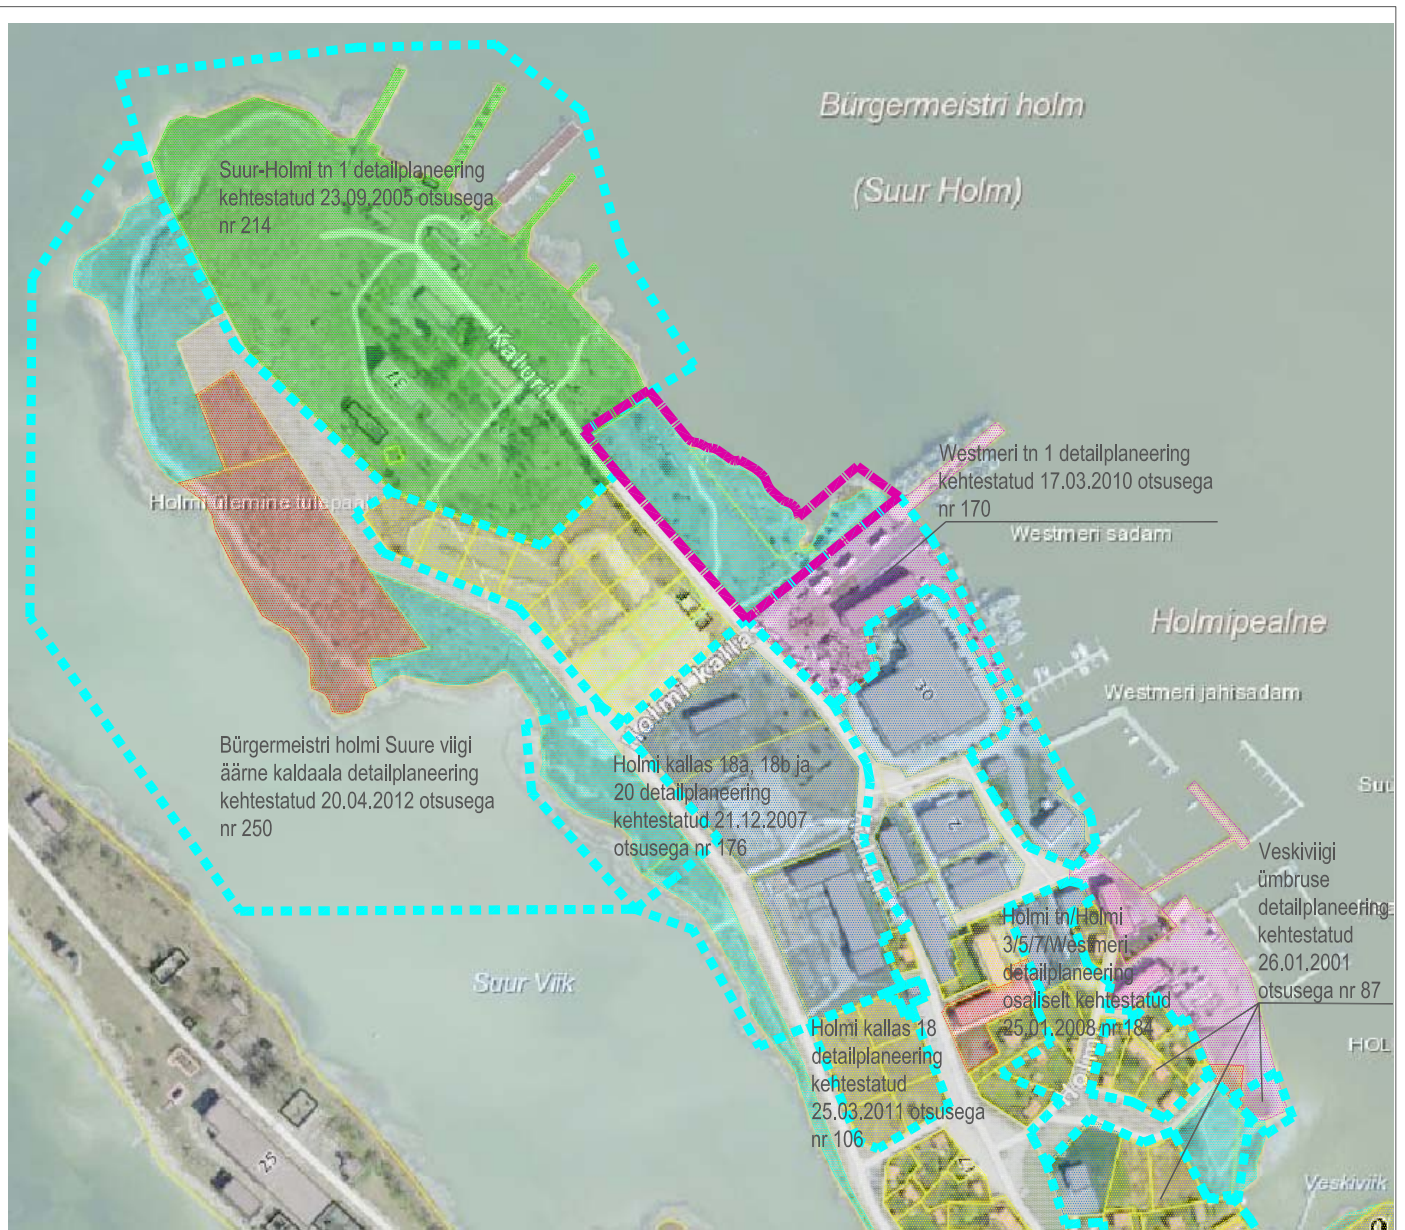 Bürgermeistri holm
(Suur Holm)
Suur-Holmi tn 1 detailplaneering
kehtestatud 23.09.2005 otsusega
nr 214
Kaluri
Westmeri tn 1 detailplaneering
kehtestatud 17.03.2010 otsusega
nr 170
Holmi ülemine tulepaak
Westmeri sadam
Holmipealne
Westmeri jahisadam
Holmi kalla
30
Bürgermeistri holmi Suure viigi
äärne kaldaala detailplaneering
kehtestatud 20.04.2012 otsusega
nr 250
Holmi kallas 18a, 18b ja
20 detailplaneering
kehtestatud 21.12.2007
otsusega nr 176
Suu
2
Veskiviigi
ümbruse
detailplaneering
kehtestatud
26.01.2001
otsusega nr 87
Holmi tn/Holmi
3/5/7/Westmeri
detailplaneering
osaliselt kehtestatud
25.01.2008 nr 184
Suur Viik
Holmi kallas 18
detailplaneering
kehtestatud
25.03.2011 otsusega
nr 106
HOL
Holmi
25
Veskiviik